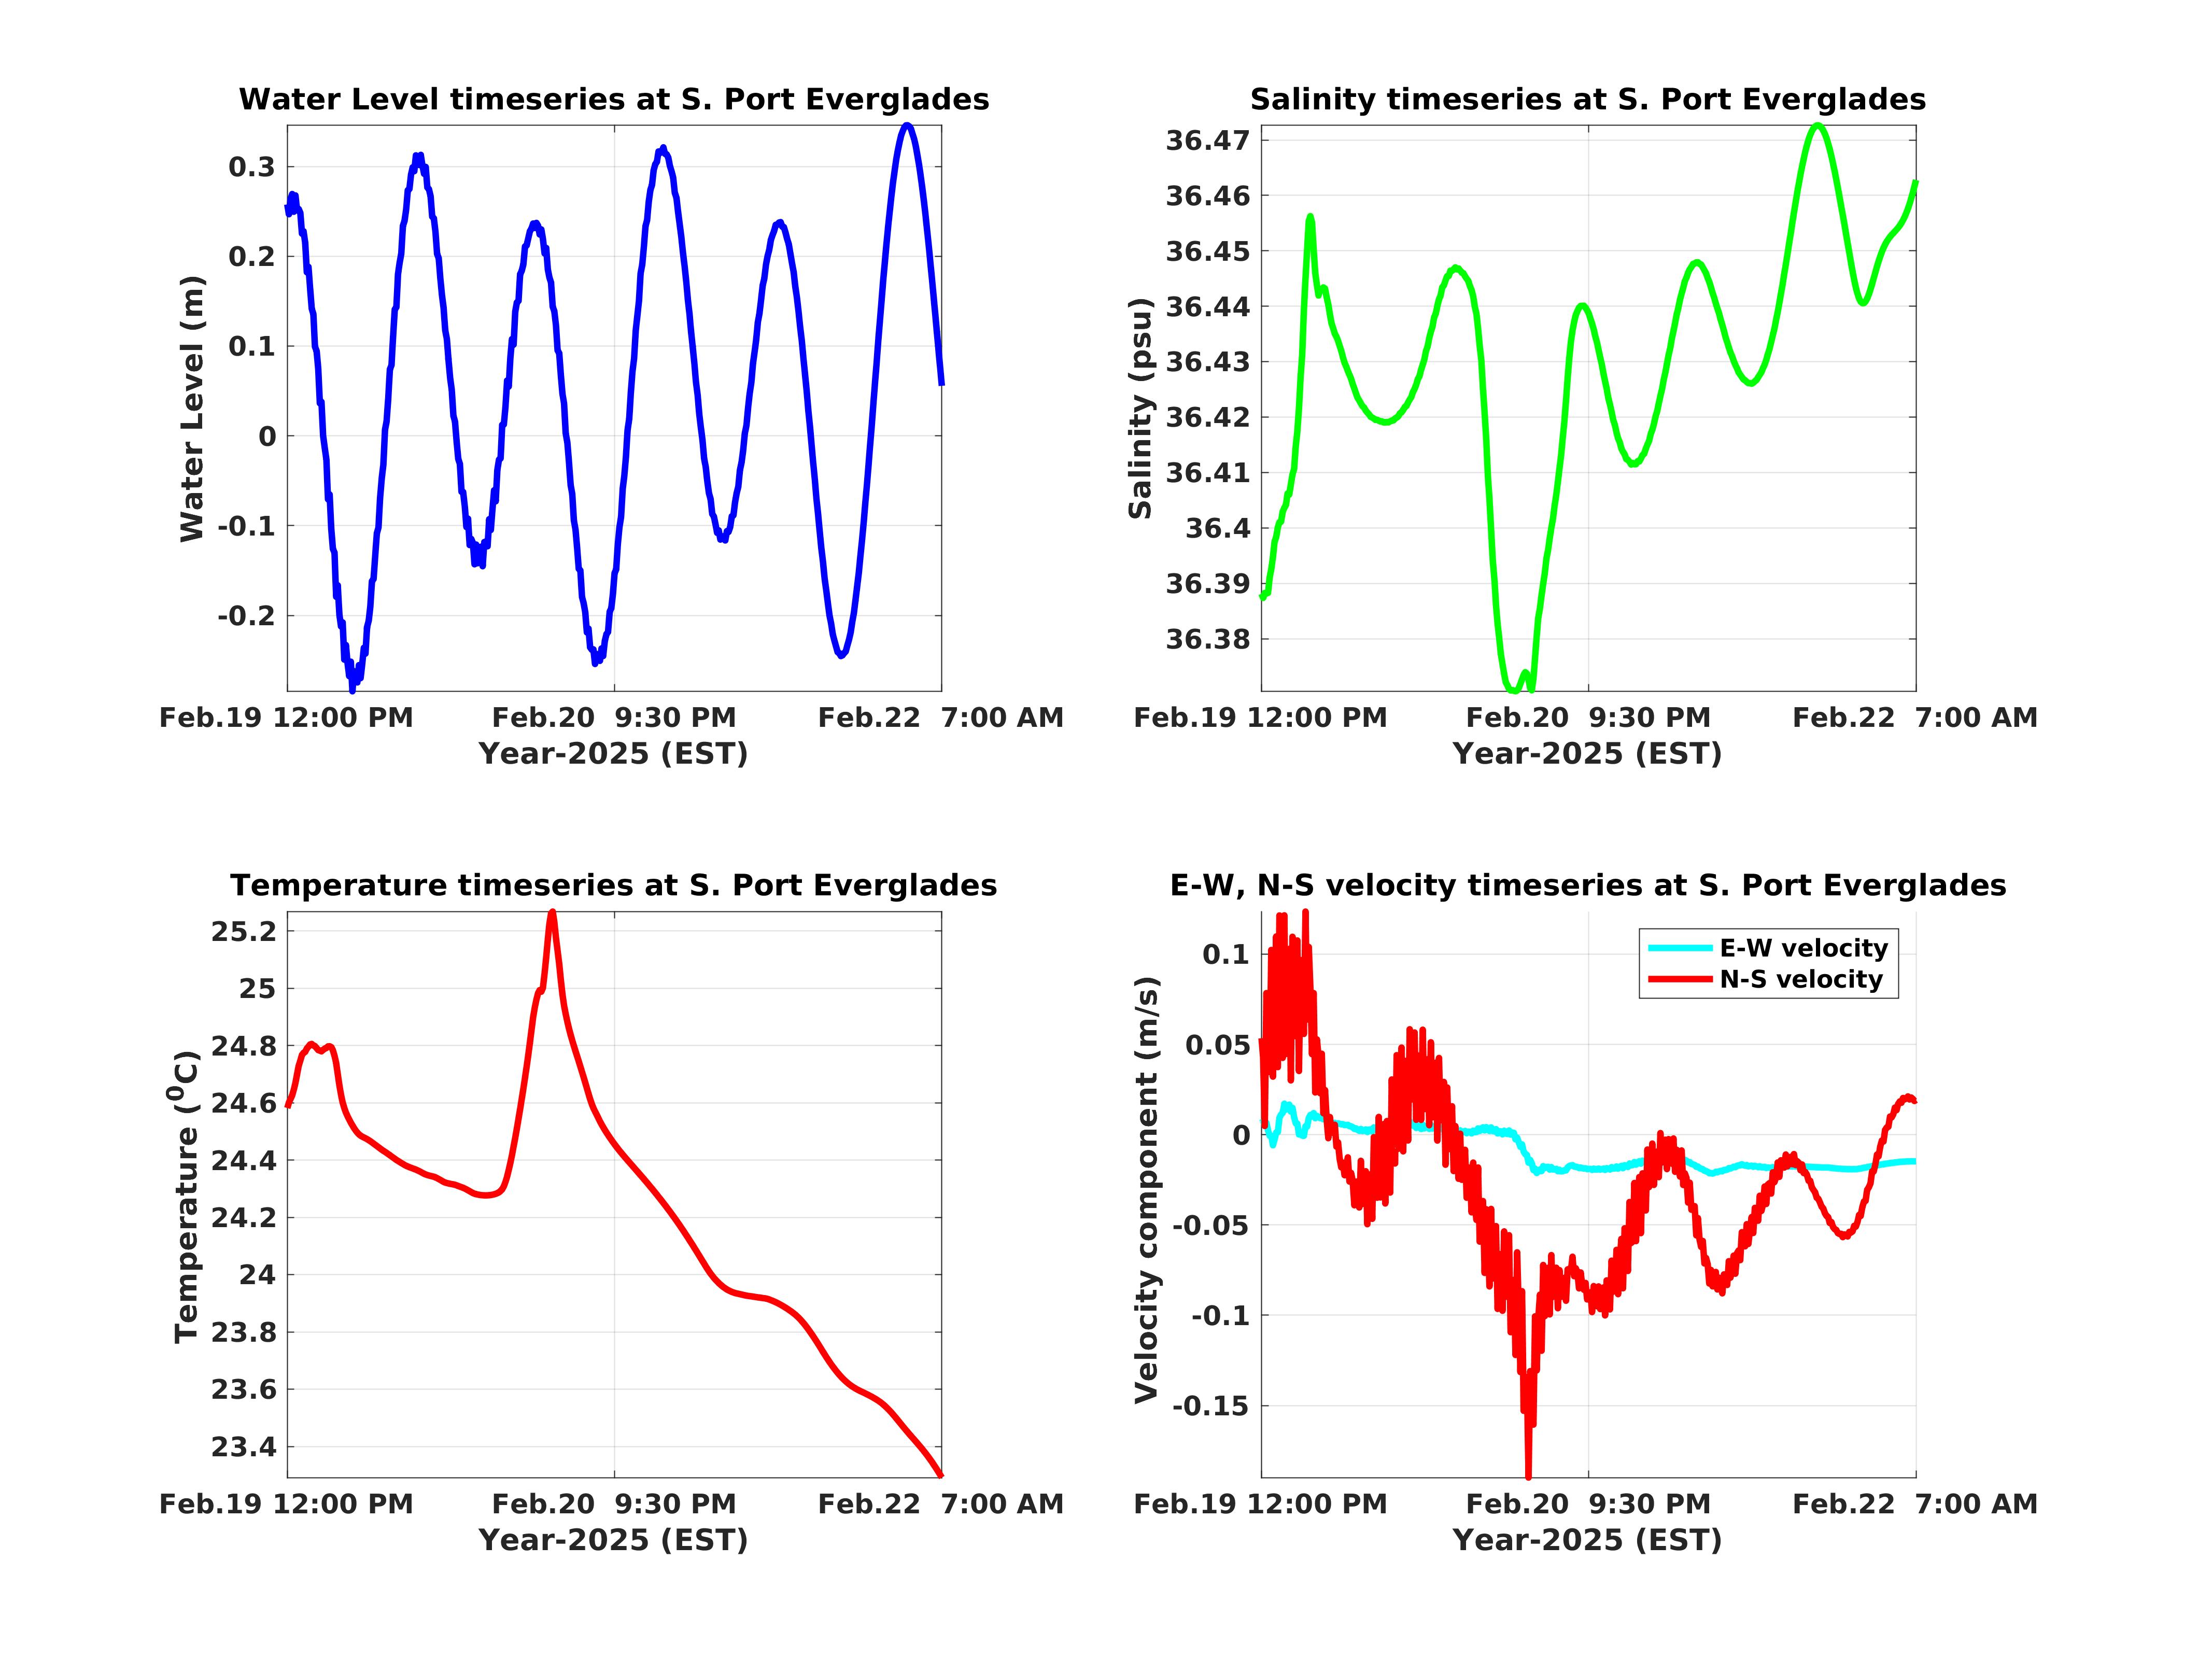 Water Level timeseries at S. Port Everglades
Water Level (m)
0.3
0.2
0.1
0
-0.1
-0.2
Feb.19 12:00 PM
Feb.20  9:30 PM
Feb.22  7:00 AM
Year-2025 (EST)
Salinity timeseries at S. Port Everglades
Salinity (psu)
36.47
36.46
36.45
36.44
36.43
36.42
36.41
36.4
36.39
36.38
Feb.19 12:00 PM
Feb.20  9:30 PM
Feb.22  7:00 AM
Year-2025 (EST)
Temperature timeseries at S. Port Everglades
Temperature (⁰C)
25.2
25
24.8
24.6
24.4
24.2
24
23.8
23.6
23.4
Feb.19 12:00 PM
Feb.20  9:30 PM
Feb.22  7:00 AM
Year-2025 (EST)
E-W, N-S velocity timeseries at S. Port Everglades
Velocity component (m/s)
0.1
0.05
0
-0.05
-0.1
-0.15
E-W velocity
N-S velocity
Feb.19 12:00 PM
Feb.20  9:30 PM
Feb.22  7:00 AM
Year-2025 (EST)